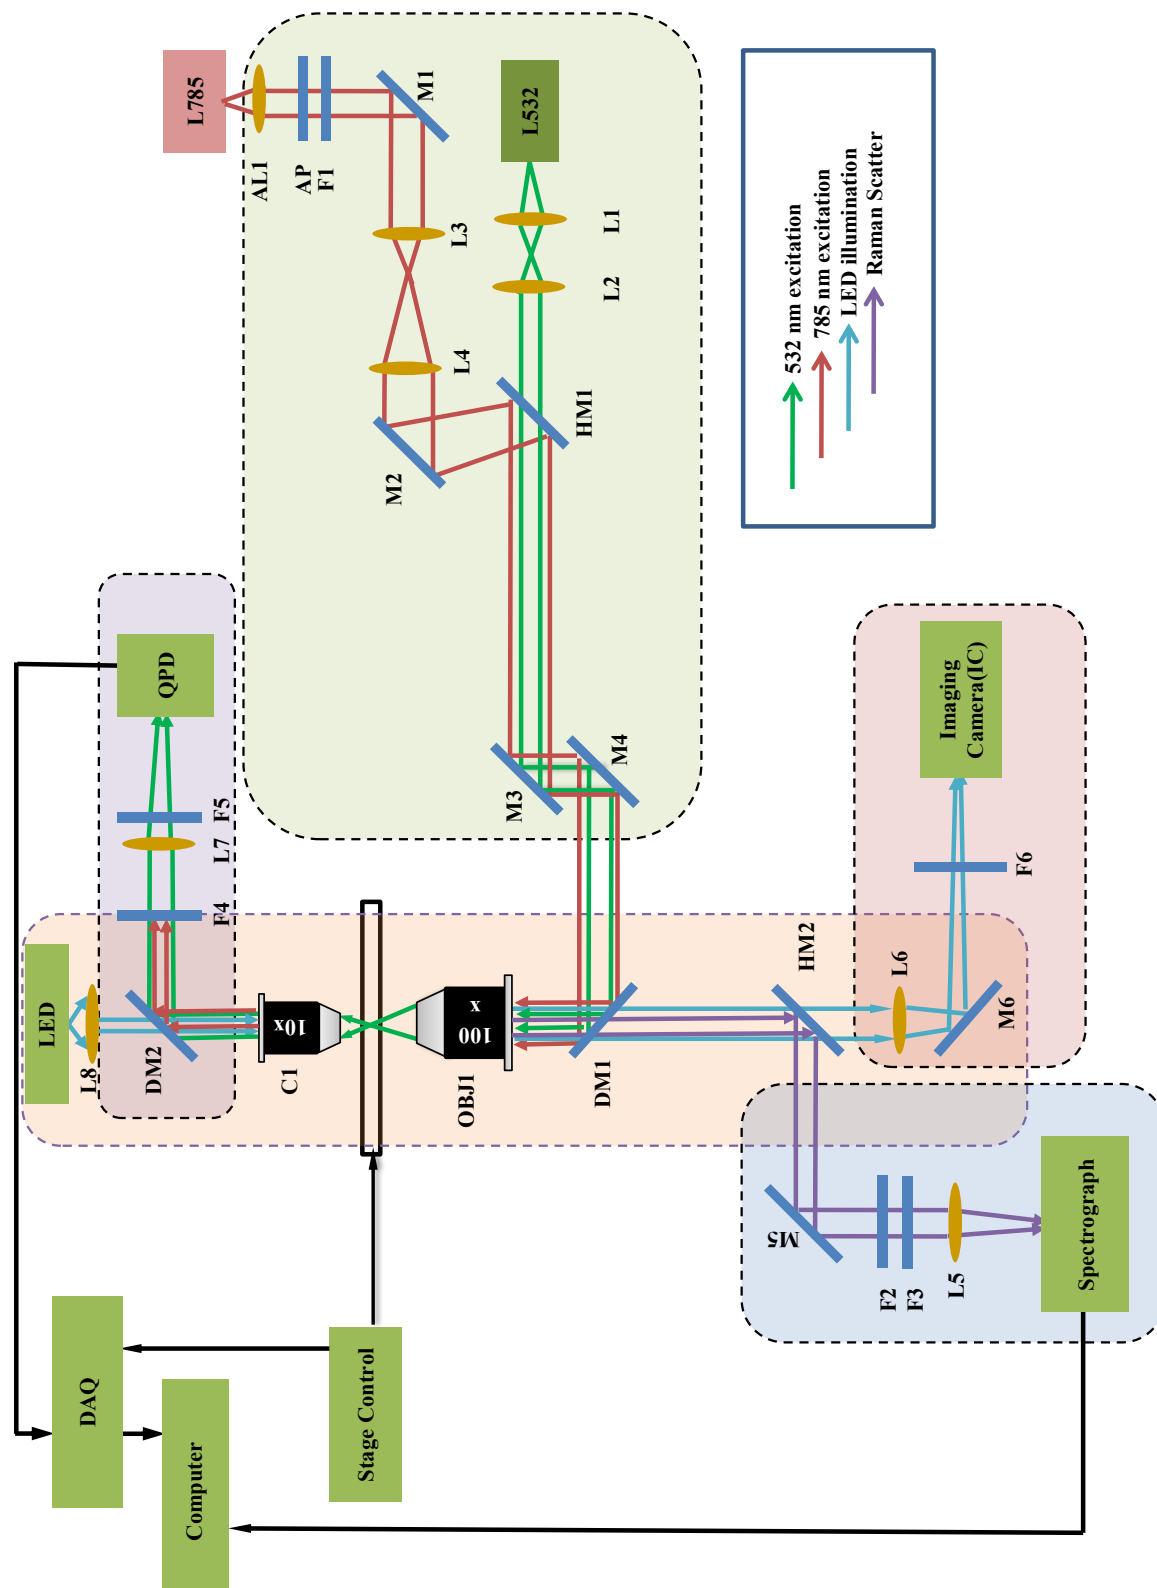 L785
AL1
AP
F1
M1
L3
L4
M2
L532
L1
L2
HM1
M3
M4
532 nm excitation
785 nm excitation
LED illumination
Raman Scatter
QPD
F5
L7
F4
LED
L8
DM2
C1
10x
OBJ1
100
x
DM1
HM2
L6
M6
F6
Imaging
Camera(IC)
M5
F2
F3
L5
Spectrograph
DAQ
Computer
Stage Control